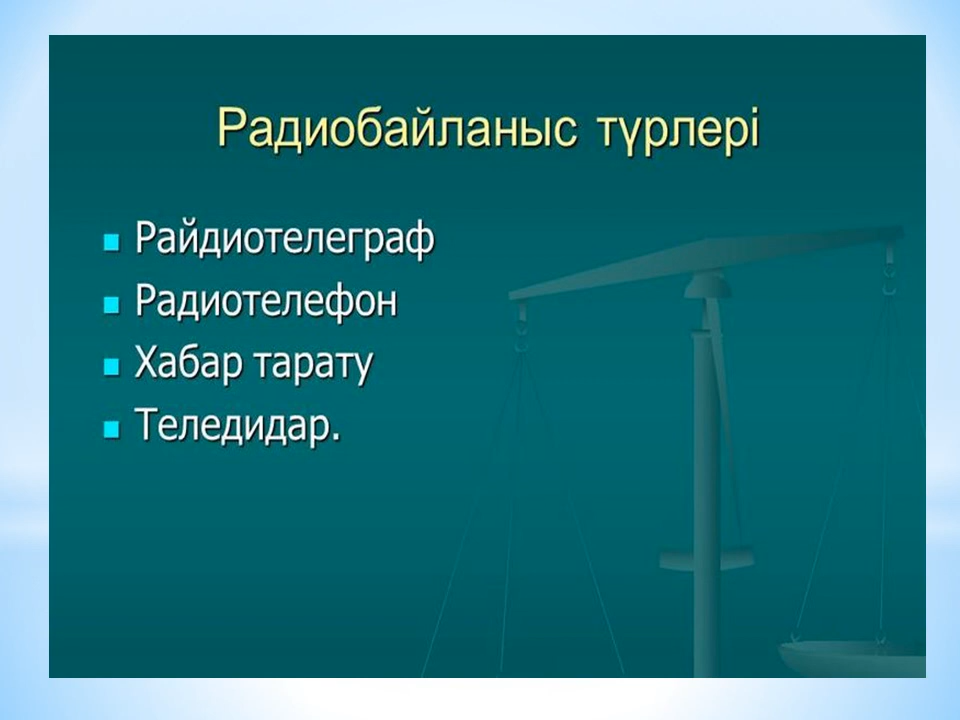 Радиобайланыс түрлері
Райдиотелеграф
Радиотелефон
Хабар тарату
Теледидар.